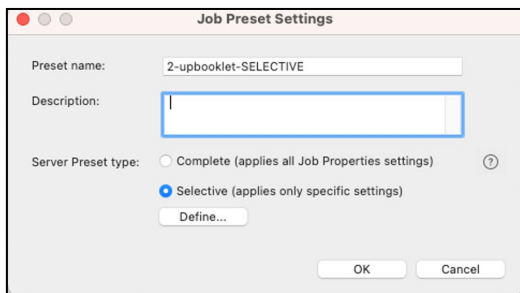 Job Preset Settings
Preset name: 2-upbooklet-SELECTIVE
Description:
Server Preset type: Complete (applies all Job Properties settings) ?
Selective (applies only specific settings)
Define...
OK Cancel